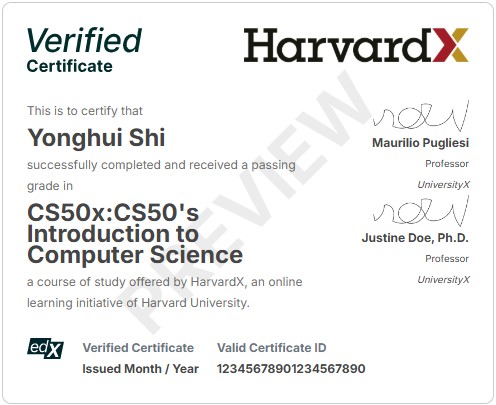 Verified
Certificate
HarvardX
This is to certify that
Yonghui Shi
successfully completed and received a passing
grade in
CS50x:CS50's
Introduction to
Computer Science
a course of study offered by HarvardX, an online
learning initiative of Harvard University.
Maurilio Pugliesi
Professor
UniversityX
Justine Doe, Ph.D.
Professor
UniversityX
PREVIEW
edX
Verified Certificate
Issued Month / Year
Valid Certificate ID
12345678901234567890